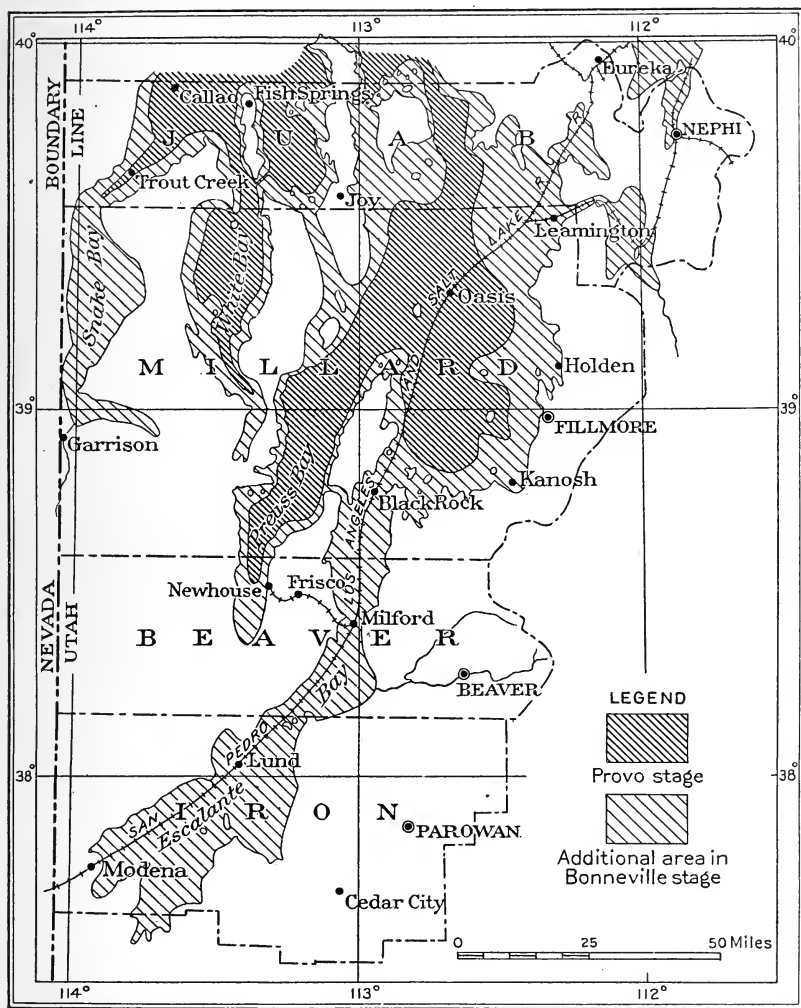 114° 113° 112°
40° 40°
BOUNDARY LINE
Eureka
Callao
Fish Springs
NEPHI
J U A B
Trout Creek
Joy
Leamington
Snake Bay
White Bay
SALT LAKE R.R.
Oasis
M I L L A R D
Holden
39° 39°
FILLMORE
Garrison
Kanosh
Preuss Bay
Black Rock
LOS ANGELES AND
Newhouse
Frisco
NEVADA
UTAH
Milford
B E A V E R
BEAVER
LEGEND
Provo stage
Additional area in
Bonneville stage
38° 38°
SAN PEDRO
Lund
Escalante Bay
I R O N
PAROWAN
Modena
Cedar City
0 25 50 Miles
114° 113° 112°